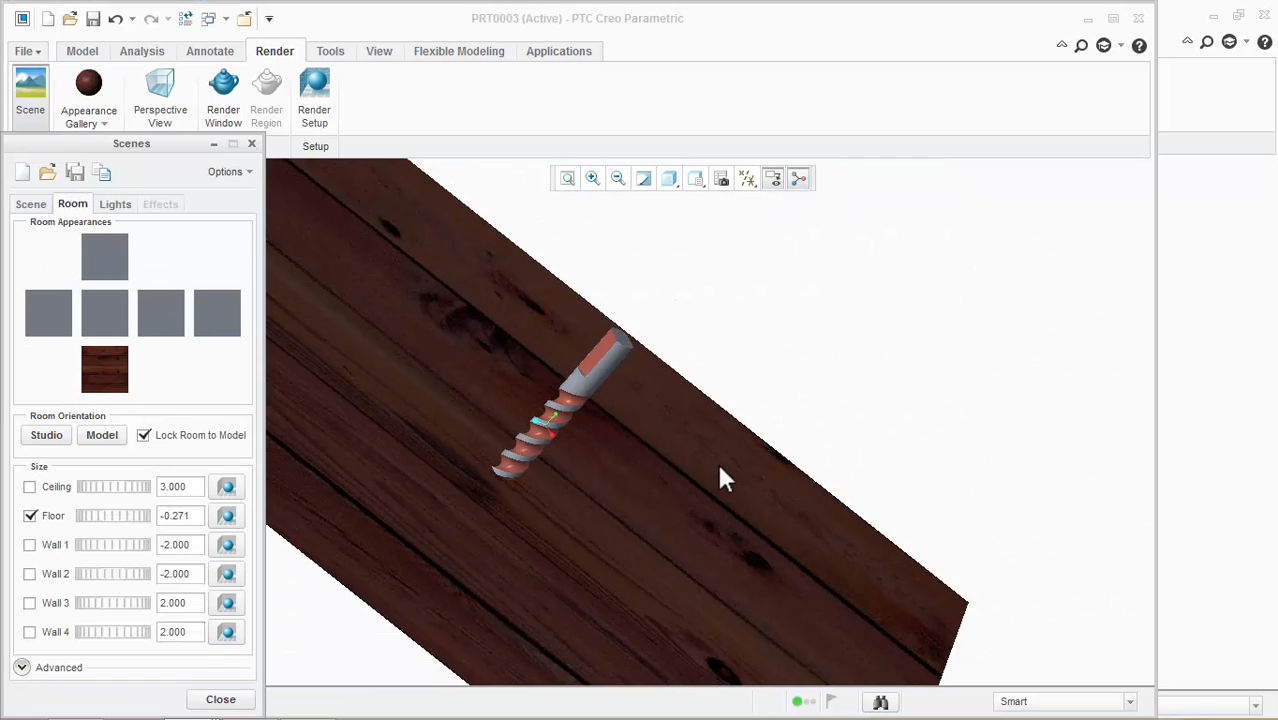 PRT0003 (Active) - PTC Creo Parametric
File Model Analysis Annotate Render Tools View Flexible Modeling Applications
Scene
Appearance Gallery
Perspective View
Render Window
Render Region
Render Setup
Setup
Scenes
Options
Scene Room Lights Effects
Room Appearances
Room Orientation
Studio Model Lock Room to Model
Size
Ceiling 3.000
Floor -0.271
Wall 1 -2.000
Wall 2 -2.000
Wall 3 2.000
Wall 4 2.000
Advanced
Close
Smart